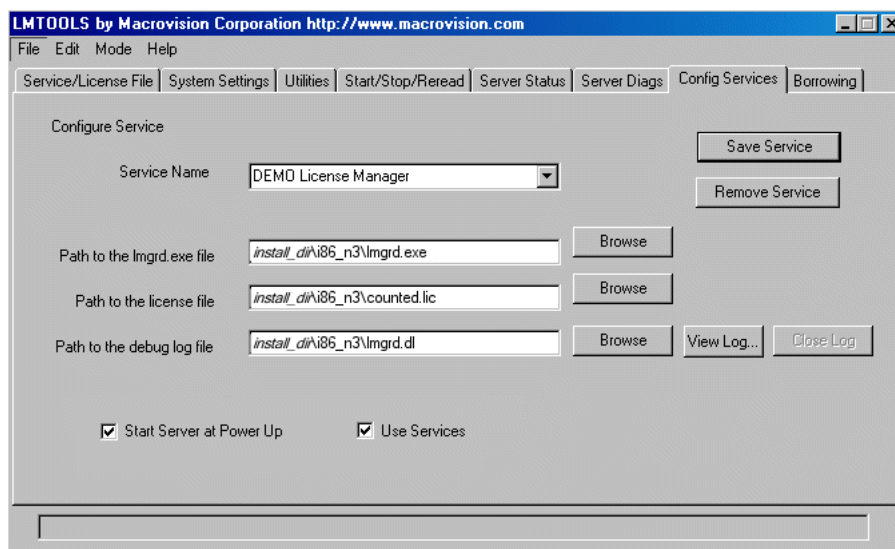 LMTOOLS by Macrovision Corporation http://www.macrovision.com
File Edit Mode Help
Service/License File System Settings Utilities Start/Stop/Reread Server Status Server Diags Config Services Borrowing
Configure Service
Save Service
Service Name DEMO License Manager
Remove Service
Path to the lmgrd.exe file install_dir\i86_n3\lmgrd.exe Browse
Path to the license file install_dir\i86_n3\counted.lic Browse
Path to the debug log file install_dir\i86_n3\lmgrd.dl Browse View Log... Close Log
Start Server at Power Up Use Services